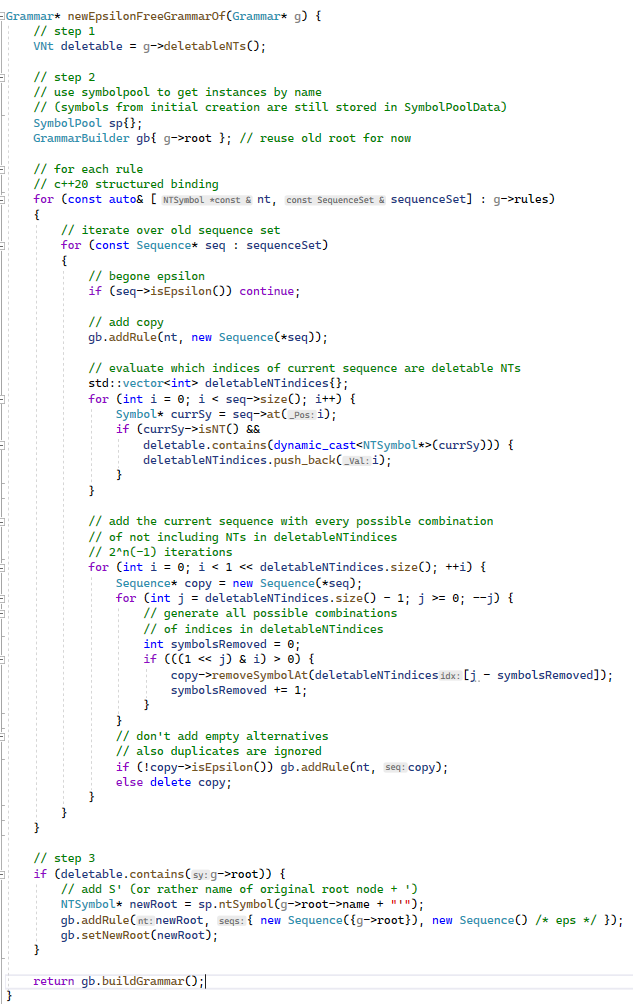 Grammar* newEpsilonFreeGrammarOf(Grammar* g) {
// step 1
VNt deletable = g->deletableNTs();
// step 2
// use symbolpool to get instances by name
// (symbols from initial creation are still stored in SymbolPoolData)
SymbolPool sp{};
GrammarBuilder gb{ g->root }; // reuse old root for now
// for each rule
// c++20 structured binding
for (const auto& [ NTSymbol *const & nt, const SequenceSet & sequenceSet] : g->rules)
{
// iterate over old sequence set
for (const Sequence* seq : sequenceSet)
{
// begone epsilon
if (seq->isEpsilon()) continue;
// add copy
gb.addRule(nt, new Sequence(*seq));
// evaluate which indices of current sequence are deletable NTs
std::vector<int> deletableNTindices{};
for (int i = 0; i < seq->size(); i++) {
Symbol* currSy = seq->at(_Pos: i);
if (currSy->isNT() &&
deletable.contains(dynamic_cast<NTSymbol*>(currSy))) {
deletableNTindices.push_back(_Val: i);
}
}
// add the current sequence with every possible combination
// of not including NTs in deletableNTindices
// 2^n(-1) iterations
for (int i = 0; i < 1 << deletableNTindices.size(); ++i) {
Sequence* copy = new Sequence(*seq);
for (int j = deletableNTindices.size() - 1; j >= 0; --j) {
// generate all possible combinations
// of indices in deletableNTindices
int symbolsRemoved = 0;
if (((1 << j) & i) > 0) {
copy->removeSymbolAt(deletableNTindices idx: [j - symbolsRemoved]);
symbolsRemoved += 1;
}
}
// don't add empty alternatives
// also duplicates are ignored
if (!copy->isEpsilon()) gb.addRule(nt, seq: copy);
else delete copy;
}
}
}
// step 3
if (deletable.contains(sy: g->root)) {
// add S' (or rather name of original root node + ')
NTSymbol* newRoot = sp.ntSymbol(g->root->name + "'");
gb.addRule(nt: newRoot, seqs: { new Sequence({g->root}), new Sequence() /* eps */ });
gb.setNewRoot(newRoot);
}
return gb.buildGrammar();
}